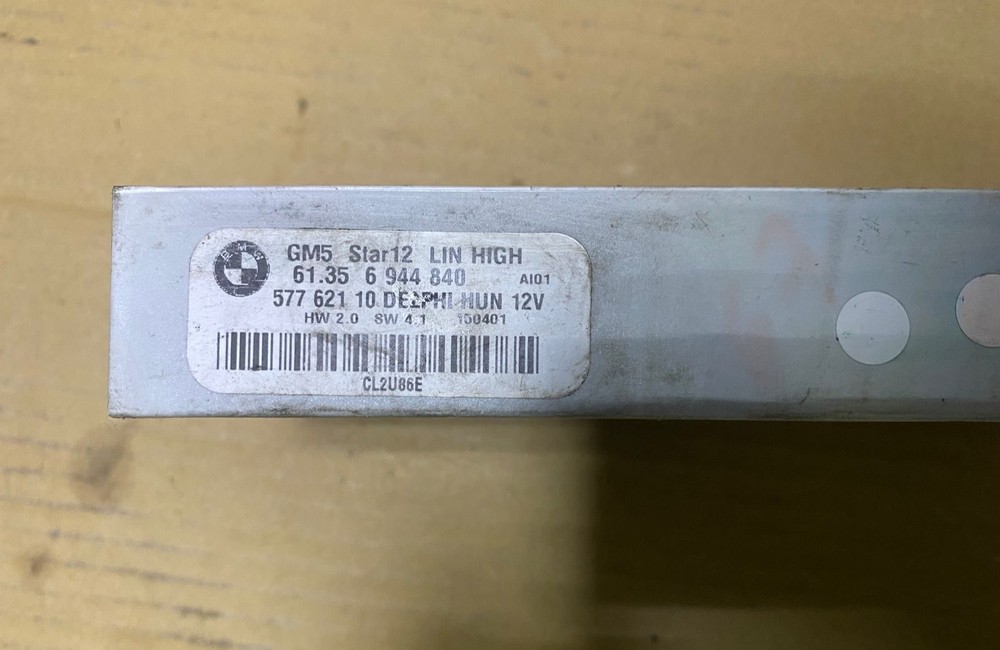 BMW
GM5 Star12 LIN HIGH
61.35 6 944 840 AI01
577 621 10 DELPHI HUN 12V
HW 2.0 SW 4.1 150401
CL2U86E